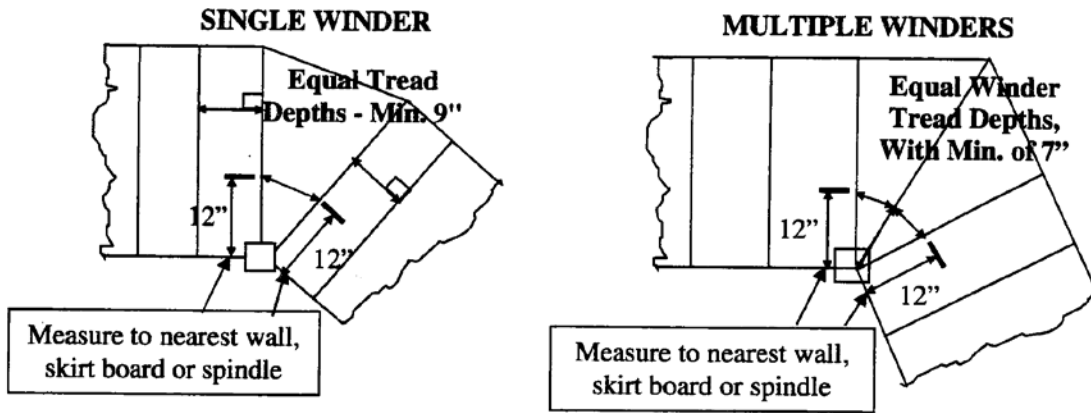 SINGLE WINDER
Equal Tread
Depths - Min. 9"
12”
12”
Measure to nearest wall,
skirt board or spindle
MULTIPLE WINDERS
Equal Winder
Tread Depths,
With Min. of 7”
12”
12”
Measure to nearest wall,
skirt board or spindle